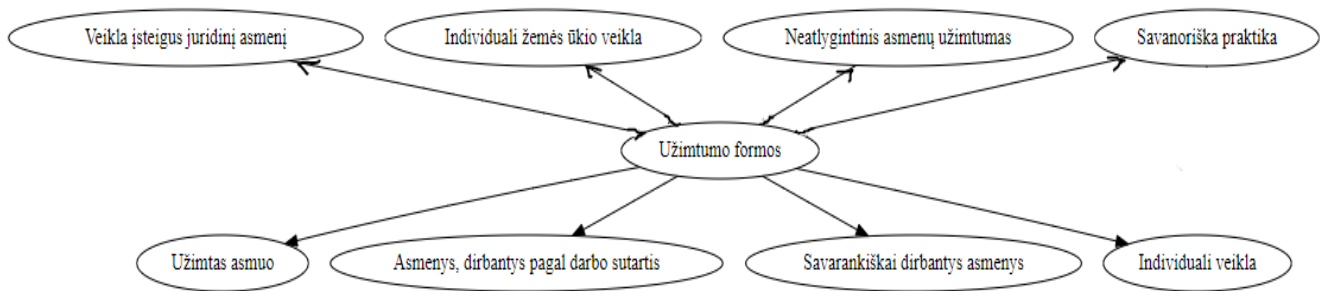 Veikla įsteigus juridinį asmenį
Individuali žemės ūkio veikla
Neatlygintinis asmenų užimtumas
Savanoriška praktika
Užimtumo formos
Užimtas asmuo
Asmenys, dirbantys pagal darbo sutartis
Savarankiškai dirbantys asmenys
Individuali veikla